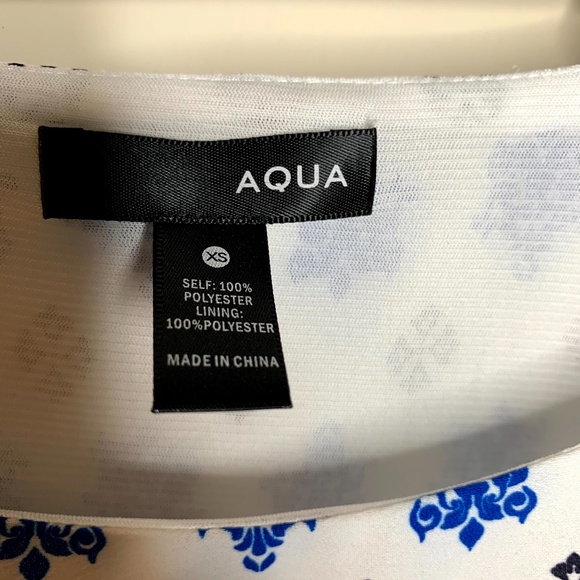 AQUA
XS
SELF: 100%
POLYESTER
LINING:
100%POLYESTER
MADE IN CHINA